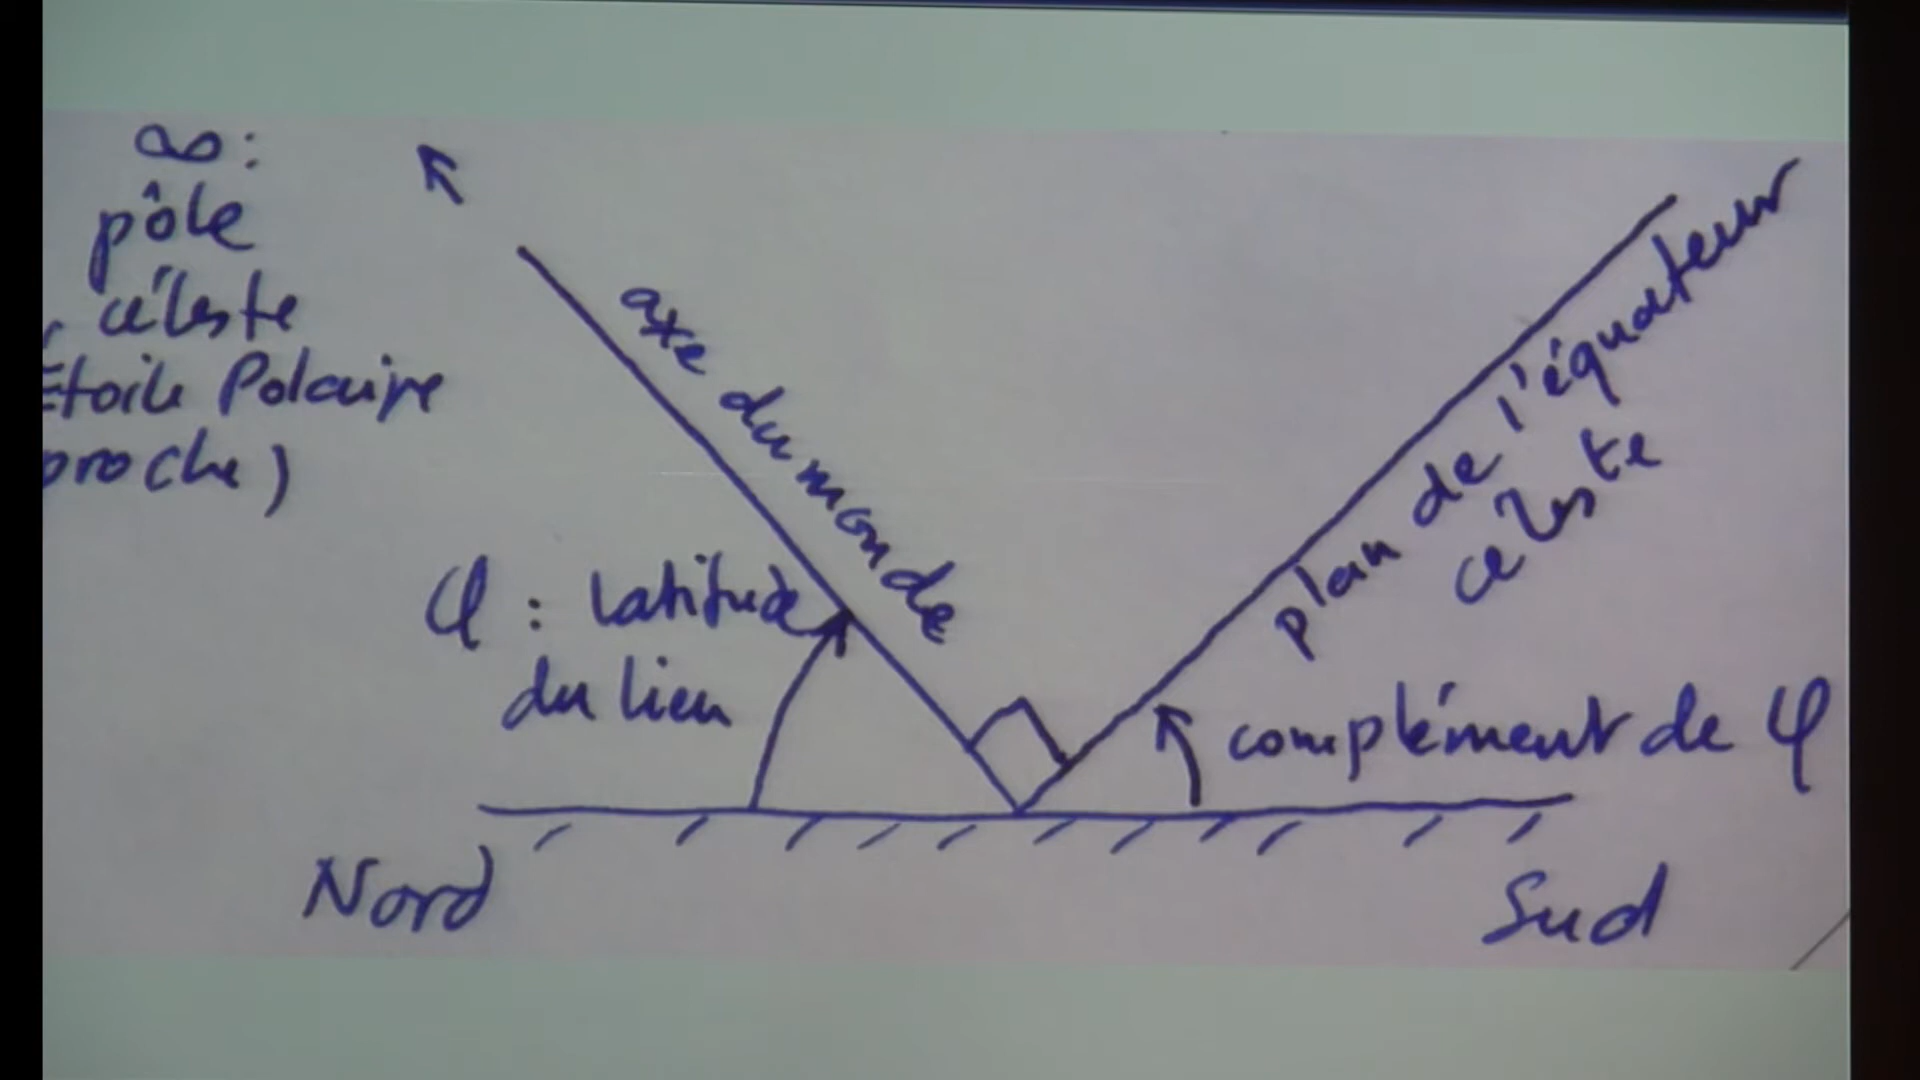 ∞:
pôle
céleste
(
Étoile Polaire
proche)
axe du monde
φ : latitude
du lieu
plan de l'équateur
céleste
complément de φ
Nord
Sud